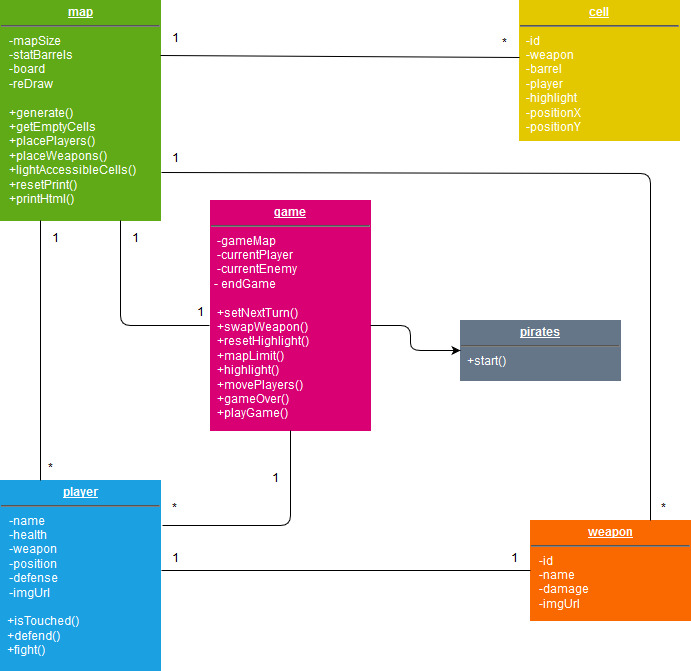 map
-mapSize
-statBarrels
-board
-reDraw
+generate()
+getEmptyCells
+placePlayers()
+placeWeapons()
+lightAccessibleCells()
+resetPrint()
+printHtml()
1
*
cell
-id
-weapon
-barrel
-player
-highlight
-positionX
-positionY
1
*
1
1
1
game
-gameMap
-currentPlayer
-currentEnemy
- endGame
+setNextTurn()
+swapWeapon()
+resetHighlight()
+mapLimit()
+highlight()
+movePlayers()
+gameOver()
+playGame()
pirates
+start()
1
*
*
player
-name
-health
-weapon
-position
-defense
-imgUrl
+isTouched()
+defend()
+fight()
1
1
weapon
-id
-name
-damage
-imgUrl